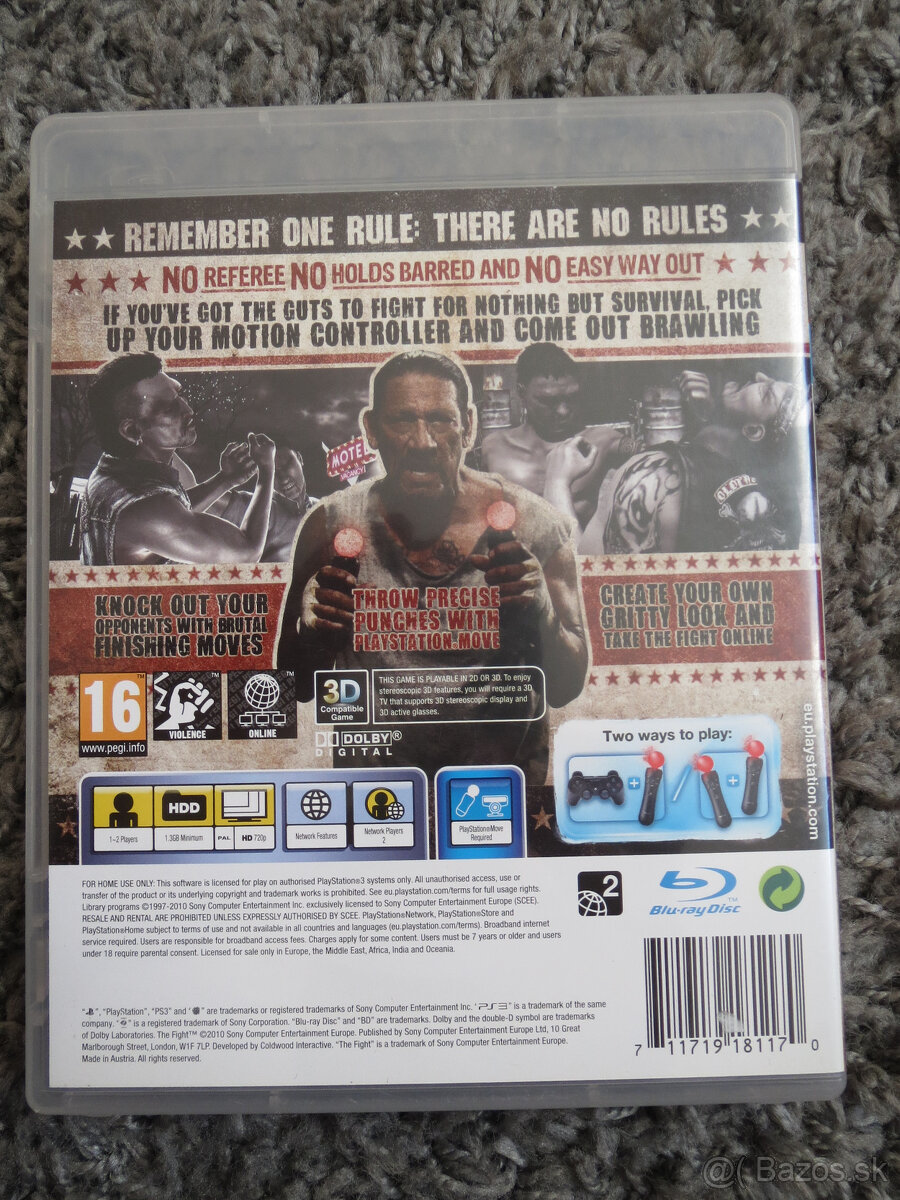 REMEMBER ONE RULE: THERE ARE NO RULES
NO REFEREE NO HOLDS BARRED AND NO EASY WAY OUT
IF YOU'VE GOT THE GUTS TO FIGHT FOR NOTHING BUT SURVIVAL, PICK
UP YOUR MOTION CONTROLLER AND COME OUT BRAWLING
MOTEL
VACANCY
KNOCK OUT YOUR
OPPONENTS WITH BRUTAL
FINISHING MOVES
THROW PRECISE
PUNCHES WITH
PLAYSTATION®MOVE
CREATE YOUR OWN
GRITTY LOOK AND
TAKE THE FIGHT ONLINE
16
www.pegi.info
VIOLENCE
ONLINE
3D
Compatible
Game
THIS GAME IS PLAYABLE IN 2D OR 3D. To enjoy
stereoscopic 3D features, you will require a 3D
TV that supports 3D stereoscopic display and
3D active glasses.
DOLBY®
DIGITAL
Two ways to play:
+
+
eu.playstation.com
1-2 Players
HDD
1.3GB Minimum
PAL
HD 720p
Network Features
Network Players
2
PlayStation®Move
Required
FOR HOME USE ONLY: This software is licensed for play on authorised PlayStation®3 systems only. All unauthorised access, use or
transfer of the product or its underlying copyright and trademark works is prohibited. See eu.playstation.com/terms for full usage rights.
Library programs ©1997-2010 Sony Computer Entertainment Inc. exclusively licensed to Sony Computer Entertainment Europe (SCEE).
RESALE AND RENTAL ARE PROHIBITED UNLESS EXPRESSLY AUTHORISED BY SCEE. PlayStation®Network, PlayStation®Store and
PlayStation®Home subject to terms of use and not available in all countries and languages (eu.playstation.com/terms). Broadband internet
service required. Users are responsible for broadband access fees. Charges apply for some content. Users must be 7 years or older and users
under 18 require parental consent. Licensed for sale only in Europe, the Middle East, Africa, India and Oceania.
2
Blu-ray Disc™
", "PlayStation", "PS3" and " " are trademarks or registered trademarks of Sony Computer Entertainment Inc. "PS3" is a trademark of the same
company. " " is a registered trademark of Sony Corporation. "Blu-ray Disc" and "BD" are trademarks. Dolby and the double-D symbol are trademarks
of Dolby Laboratories. The Fight™ ©2010 Sony Computer Entertainment Europe. Published by Sony Computer Entertainment Europe Ltd, 10 Great
Marlborough Street, London, W1F 7LP. Developed by Coldwood interactive. "The Fight" is a trademark of Sony Computer Entertainment Europe.
Made in Austria. All rights reserved.
7 11719 18117 0
@( Bazos.sk